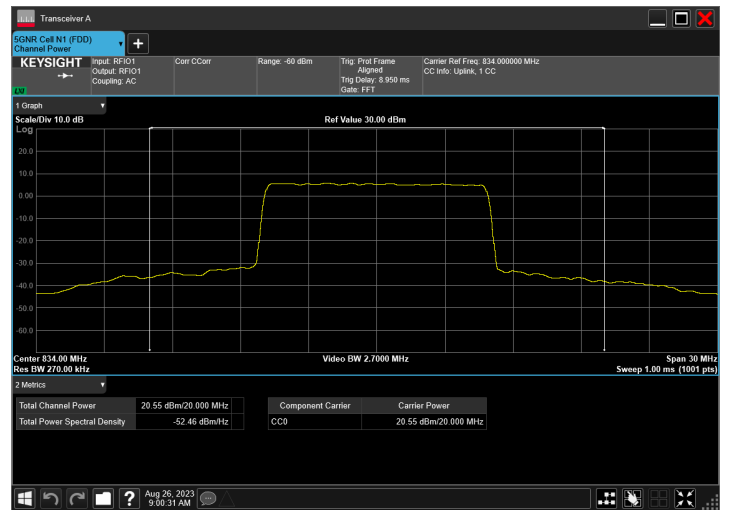 Transceiver A
5GNR Cell N1 (FDD)
Channel Power
+
KEYSIGHT
LXI
Input: RFIO1
Output: RFIO1
Coupling: AC
Corr CCorr
Range: -60 dBm
Trig: Prot Frame
Aligned
Trig Delay: 8.950 ms
Gate: FFT
Carrier Ref Freq: 834.000000 MHz
CC Info: Uplink, 1 CC
1 Graph
Scale/Div 10.0 dB
Ref Value 30.00 dBm
Log
20.0
10.0
0.00
-10.0
-20.0
-30.0
-40.0
-50.0
-60.0
Center 834.00 MHz
Video BW 2.7000 MHz
Span 30 MHz
Res BW 270.00 kHz
Sweep 1.00 ms (1001 pts)
2 Metrics
Total Channel Power 20.55 dBm/20.000 MHz
Total Power Spectral Density -52.46 dBm/Hz
Component Carrier Carrier Power
CC0 20.55 dBm/20.000 MHz
?
Aug 26, 2023
9:00:31 AM